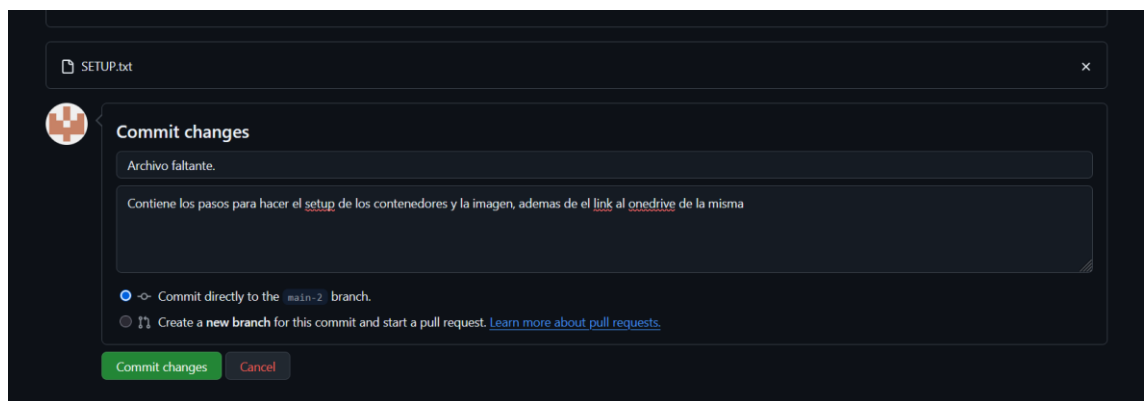 SETUP.txt
Commit changes
Archivo faltante.
Contiene los pasos para hacer el setup de los contenedores y la imagen, ademas de el link al onedrive de la misma
Commit directly to the main-2 branch.
Create a new branch for this commit and start a pull request. Learn more about pull requests.
Commit changes Cancel